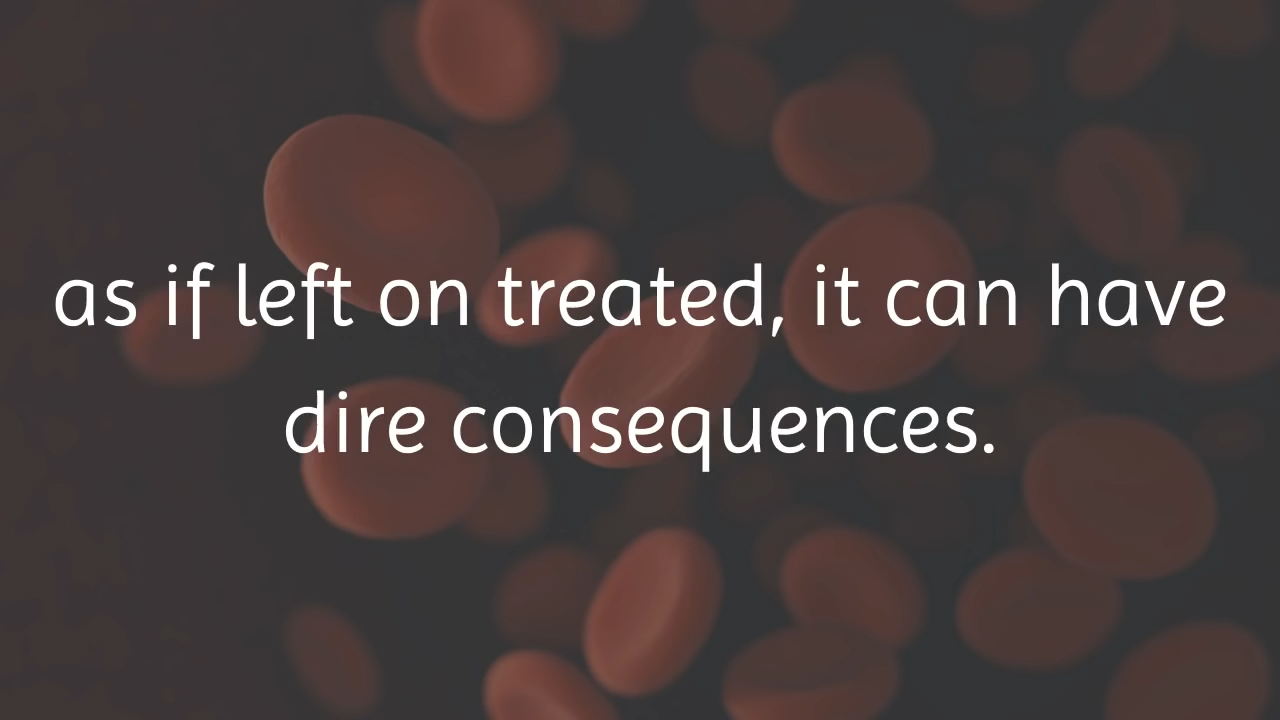 as if left on treated, it can have
dire consequences.